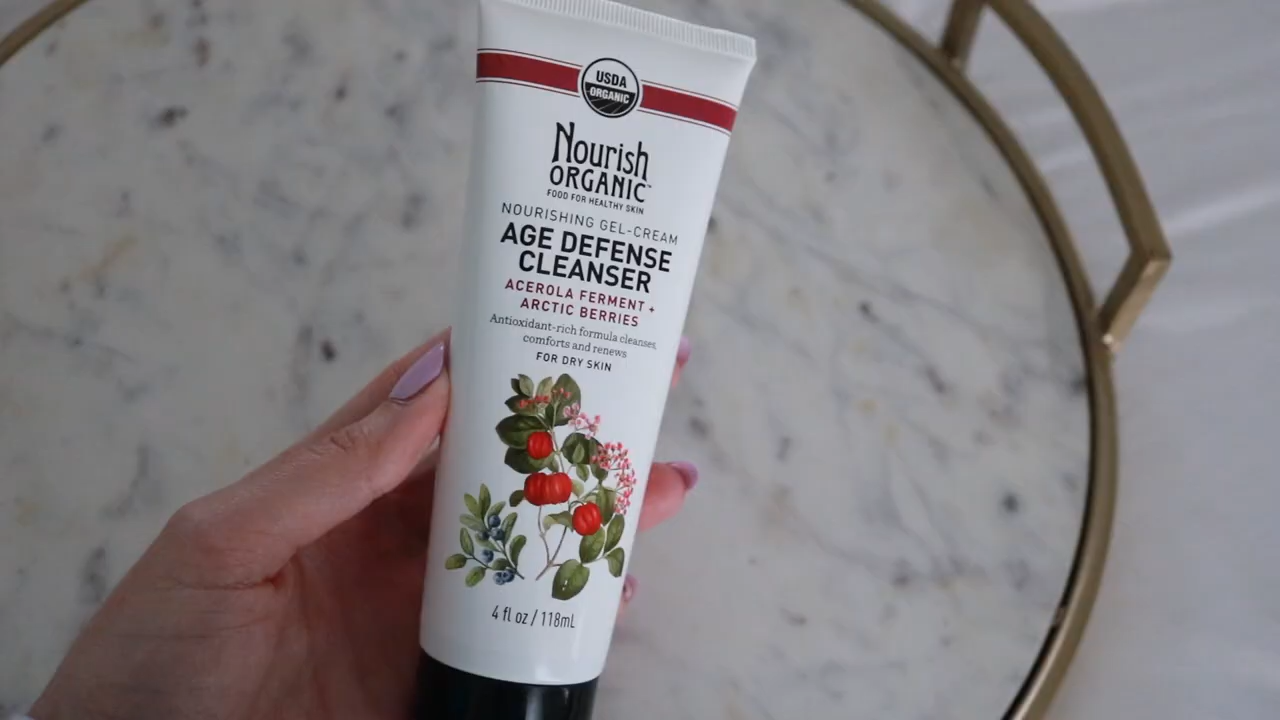 USDA
ORGANIC
Nourish
ORGANIC™
FOOD FOR HEALTHY SKIN
NOURISHING GEL-CREAM
AGE DEFENSE
CLEANSER
ACEROLA FERMENT +
ARCTIC BERRIES
Antioxidant-rich formula cleanses,
comforts and renews
FOR DRY SKIN
4 fl oz / 118mL